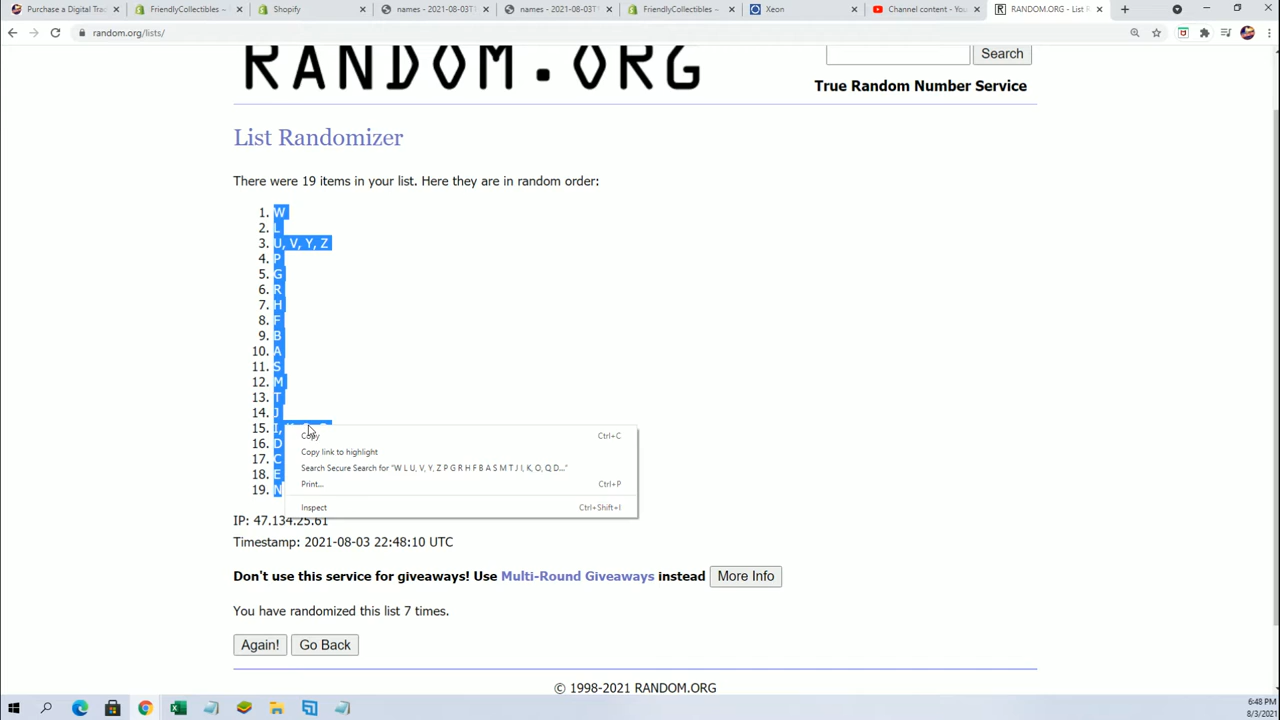 Purchase a Digital Tra
FriendlyCollectibles ~
Shopify
names - 2021-08-03T1
names - 2021-08-03T1
FriendlyCollectibles ~
Xeon
Channel content - You
RANDOM.ORG - List R
random.org/lists/
RANDOM.ORG
Search
True Random Number Service
List Randomizer
There were 19 items in your list. Here they are in random order:
1. W
2. L
3. U, V, Y, Z
4. P
5. G
6. R
7. H
8. F
9. B
10. A
11. S
12. M
13. T
14. J
15. I,
16. D
17. C
18. E
19. N
Copy Ctrl+C
Copy link to highlight
Search Secure Search for "W L U, V, Y, Z P G R H F B A S M T J I, K, O, Q D..."
Print... Ctrl+P
Inspect Ctrl+Shift+I
IP: 47.134.25.61
Timestamp: 2021-08-03 22:48:10 UTC
Don't use this service for giveaways! Use Multi-Round Giveaways instead More Info
You have randomized this list 7 times.
Again! Go Back
© 1998-2021 RANDOM.ORG
6:48 PM
8/3/2021